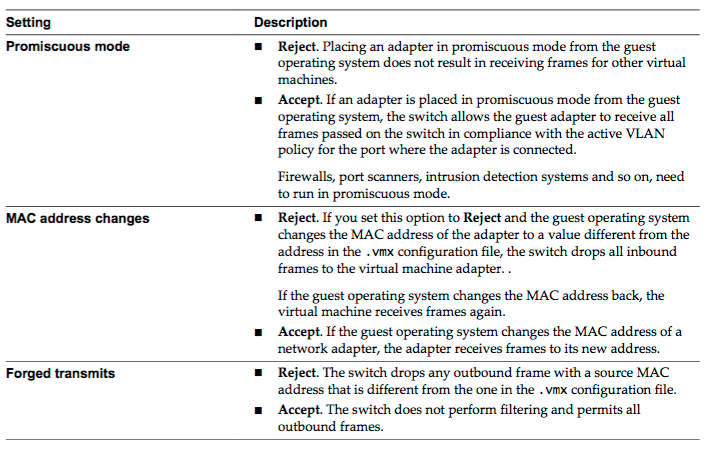 Setting Description
Promiscuous mode ■ Reject. Placing an adapter in promiscuous mode from the guest
operating system does not result in receiving frames for other virtual
machines.
■ Accept. If an adapter is placed in promiscuous mode from the guest
operating system, the switch allows the guest adapter to receive all
frames passed on the switch in compliance with the active VLAN
policy for the port where the adapter is connected.
Firewalls, port scanners, intrusion detection systems and so on, need
to run in promiscuous mode.
MAC address changes ■ Reject. If you set this option to Reject and the guest operating system
changes the MAC address of the adapter to a value different from the
address in the .vmx configuration file, the switch drops all inbound
frames to the virtual machine adapter. .
If the guest operating system changes the MAC address back, the
virtual machine receives frames again.
■ Accept. If the guest operating system changes the MAC address of a
network adapter, the adapter receives frames to its new address.
Forged transmits ■ Reject. The switch drops any outbound frame with a source MAC
address that is different from the one in the .vmx configuration file.
■ Accept. The switch does not perform filtering and permits all
outbound frames.